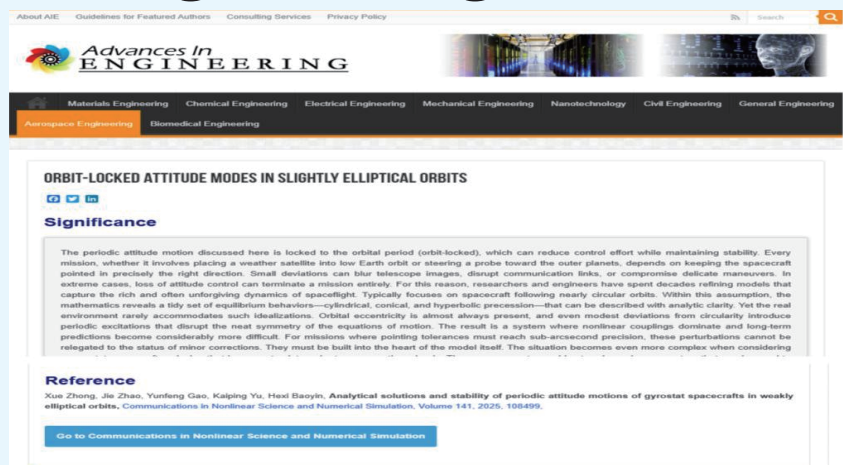 About AIE Guidelines for Featured Authors Consulting Services Privacy Policy Search
Advances In
ENGINEERING
Materials Engineering Chemical Engineering Electrical Engineering Mechanical Engineering Nanotechnology Civil Engineering General Engineering
Aerospace Engineering Biomedical Engineering
ORBIT-LOCKED ATTITUDE MODES IN SLIGHTLY ELLIPTICAL ORBITS
Significance
The periodic attitude motion discussed here is locked to the orbital period (orbit-locked), which can reduce control effort while maintaining stability. Every
mission, whether it involves placing a weather satellite into low Earth orbit or steering a probe toward the outer planets, depends on keeping the spacecraft
pointed in precisely the right direction. Small deviations can blur telescope images, disrupt communication links, or compromise delicate maneuvers. In
extreme cases, loss of attitude control can terminate a mission entirely. For this reason, researchers and engineers have spent decades refining models that
capture the rich and often unforgiving dynamics of spaceflight. Typically focuses on spacecraft following nearly circular orbits. Within this assumption, the
mathematics reveals a tidy set of equilibrium behaviors—cylindrical, conical, and hyperbolic precession—that can be described with analytic clarity. Yet the real
environment rarely accommodates such idealizations. Orbital eccentricity is almost always present, and even modest deviations from circularity introduce
periodic excitations that disrupt the neat symmetry of the equations of motion. The result is a system where nonlinear couplings dominate and long-term
predictions become considerably more difficult. For missions where pointing tolerances must reach sub-arcsecond precision, these perturbations cannot be
relegated to the status of minor corrections. They must be built into the heart of the model itself. The situation becomes even more complex when considering
Reference
Xue Zhong, Jie Zhao, Yunfeng Gao, Kaiping Yu, Hexi Baoyin, Analytical solutions and stability of periodic attitude motions of gyrostat spacecrafts in weakly
elliptical orbits, Communications in Nonlinear Science and Numerical Simulation, Volume 141, 2025, 108499,
Go to Communications in Nonlinear Science and Numerical Simulation